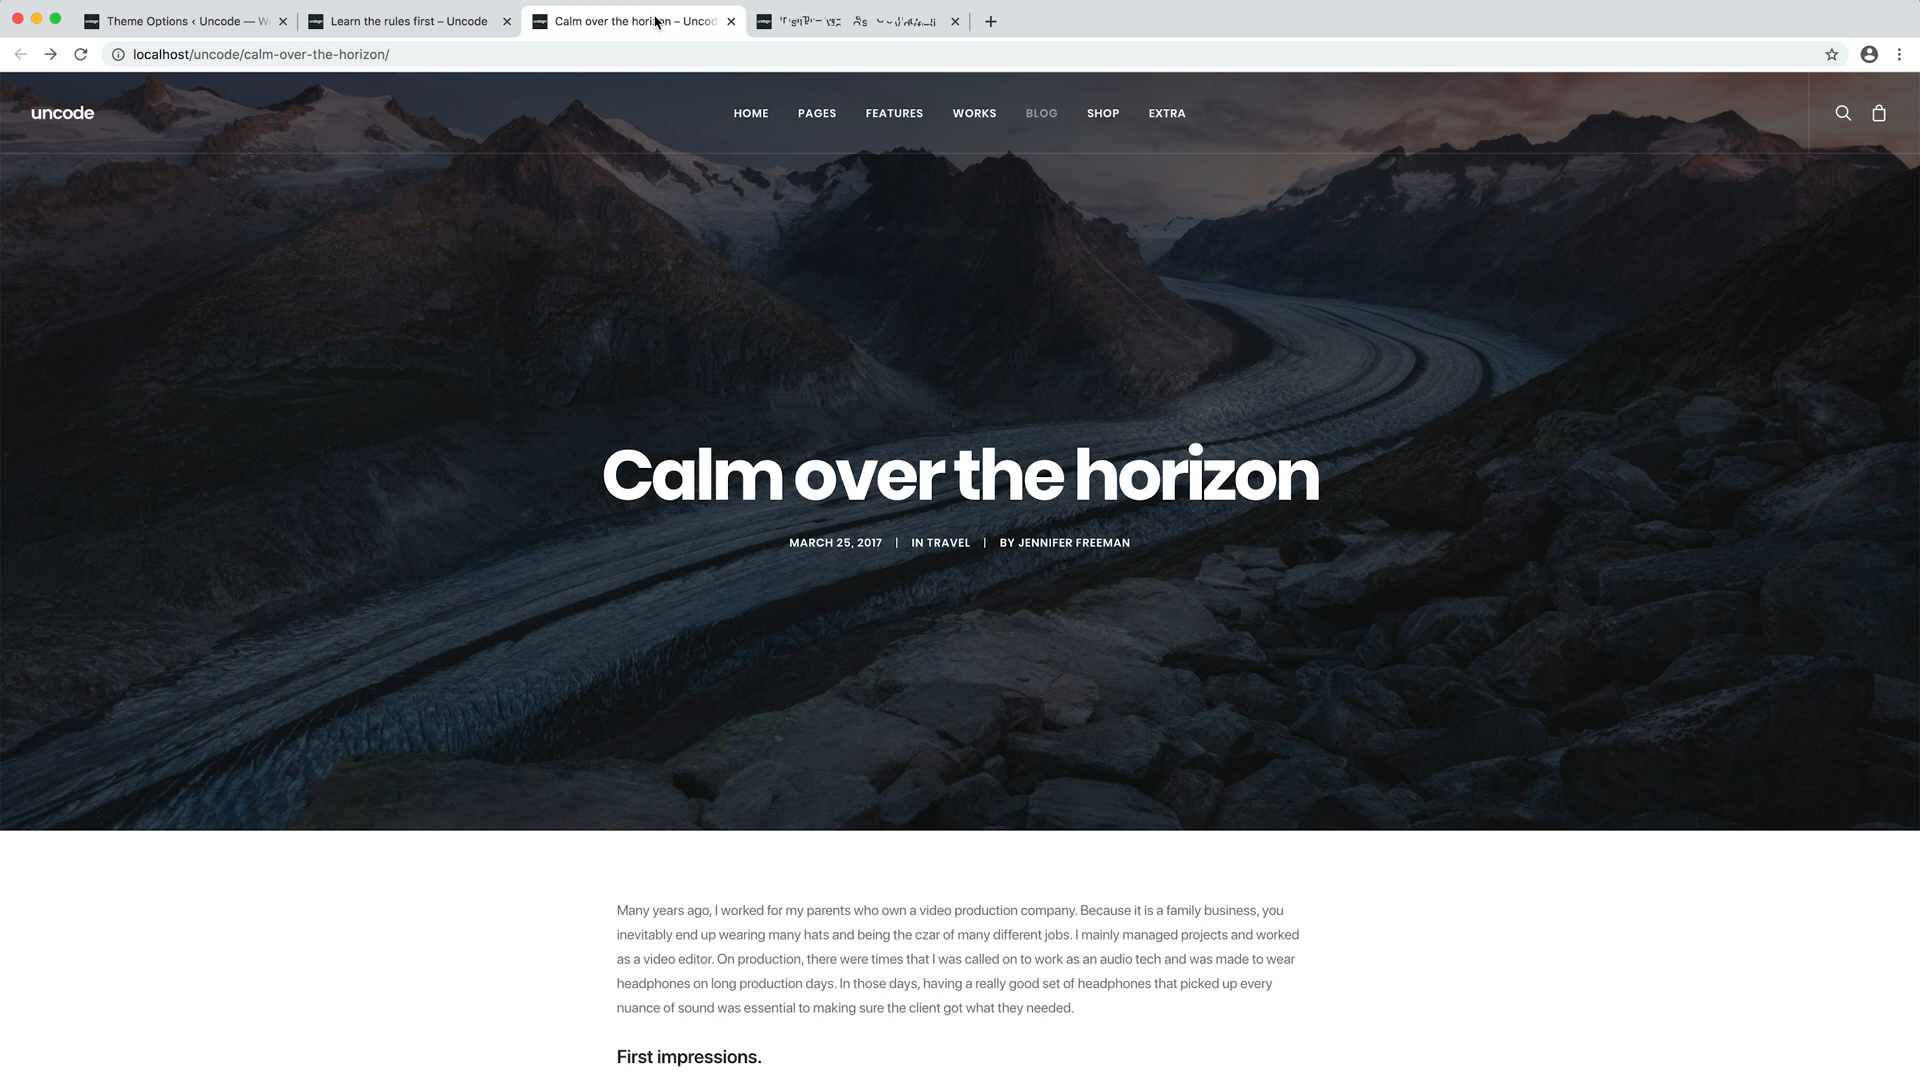 Theme Options ‹ Uncode — W
Learn the rules first – Uncode
Calm over the horizon – Uncod
localhost/uncode/calm-over-the-horizon/
uncode
HOME PAGES FEATURES WORKS BLOG SHOP EXTRA
Calm over the horizon
MARCH 25, 2017 | IN TRAVEL | BY JENNIFER FREEMAN
Many years ago, I worked for my parents who own a video production company. Because it is a family business, you
inevitably end up wearing many hats and being the czar of many different jobs. I mainly managed projects and worked
as a video editor. On production, there were times that I was called on to work as an audio tech and was made to wear
headphones on long production days. In those days, having a really good set of headphones that picked up every
nuance of sound was essential to making sure the client got what they needed.
First impressions.